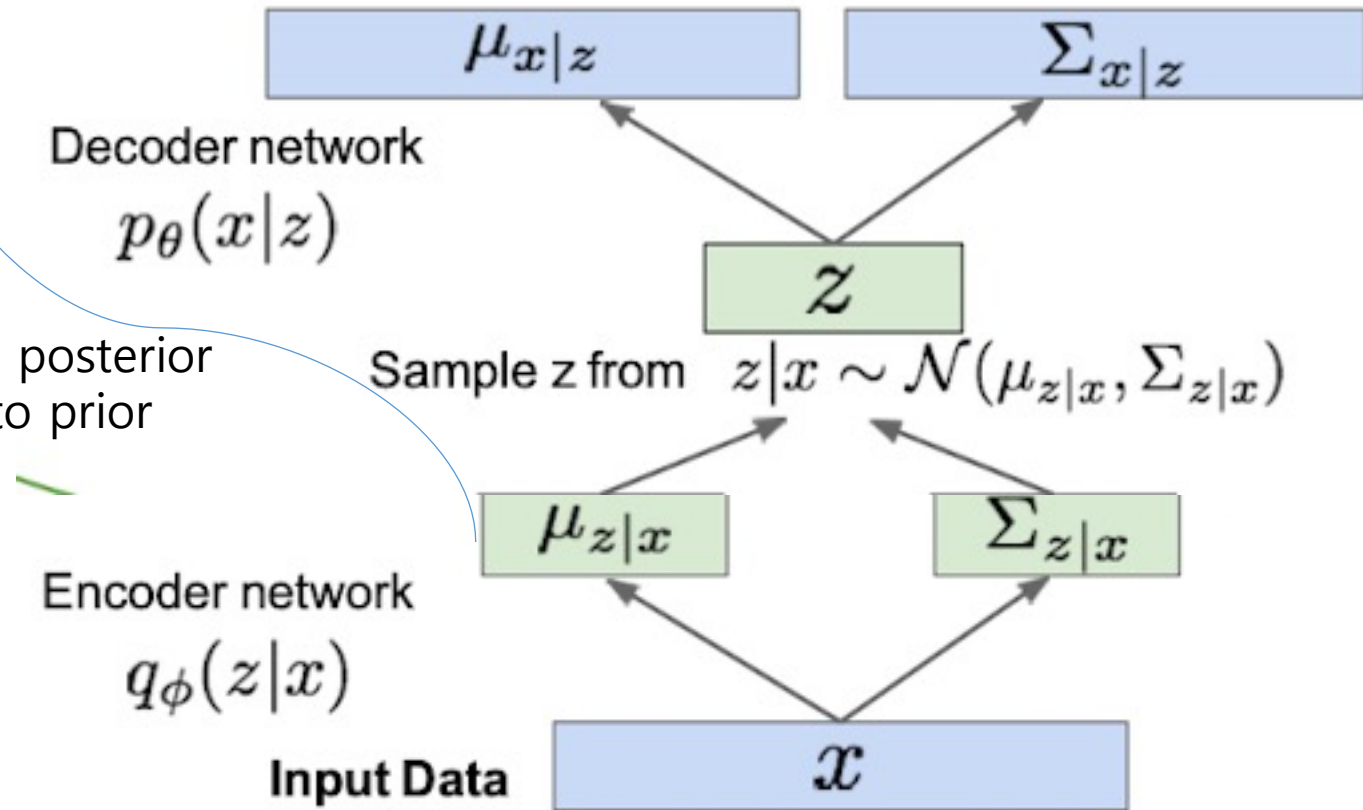 μ_{x|z} Σ_{x|z}
Decoder network
p_θ(x|z)
z
posterior
to prior
Sample z from z|x ∼ 𝒩(μ_{z|x}, Σ_{z|x})
μ_{z|x} Σ_{z|x}
Encoder network
q_ϕ(z|x)
Input Data x